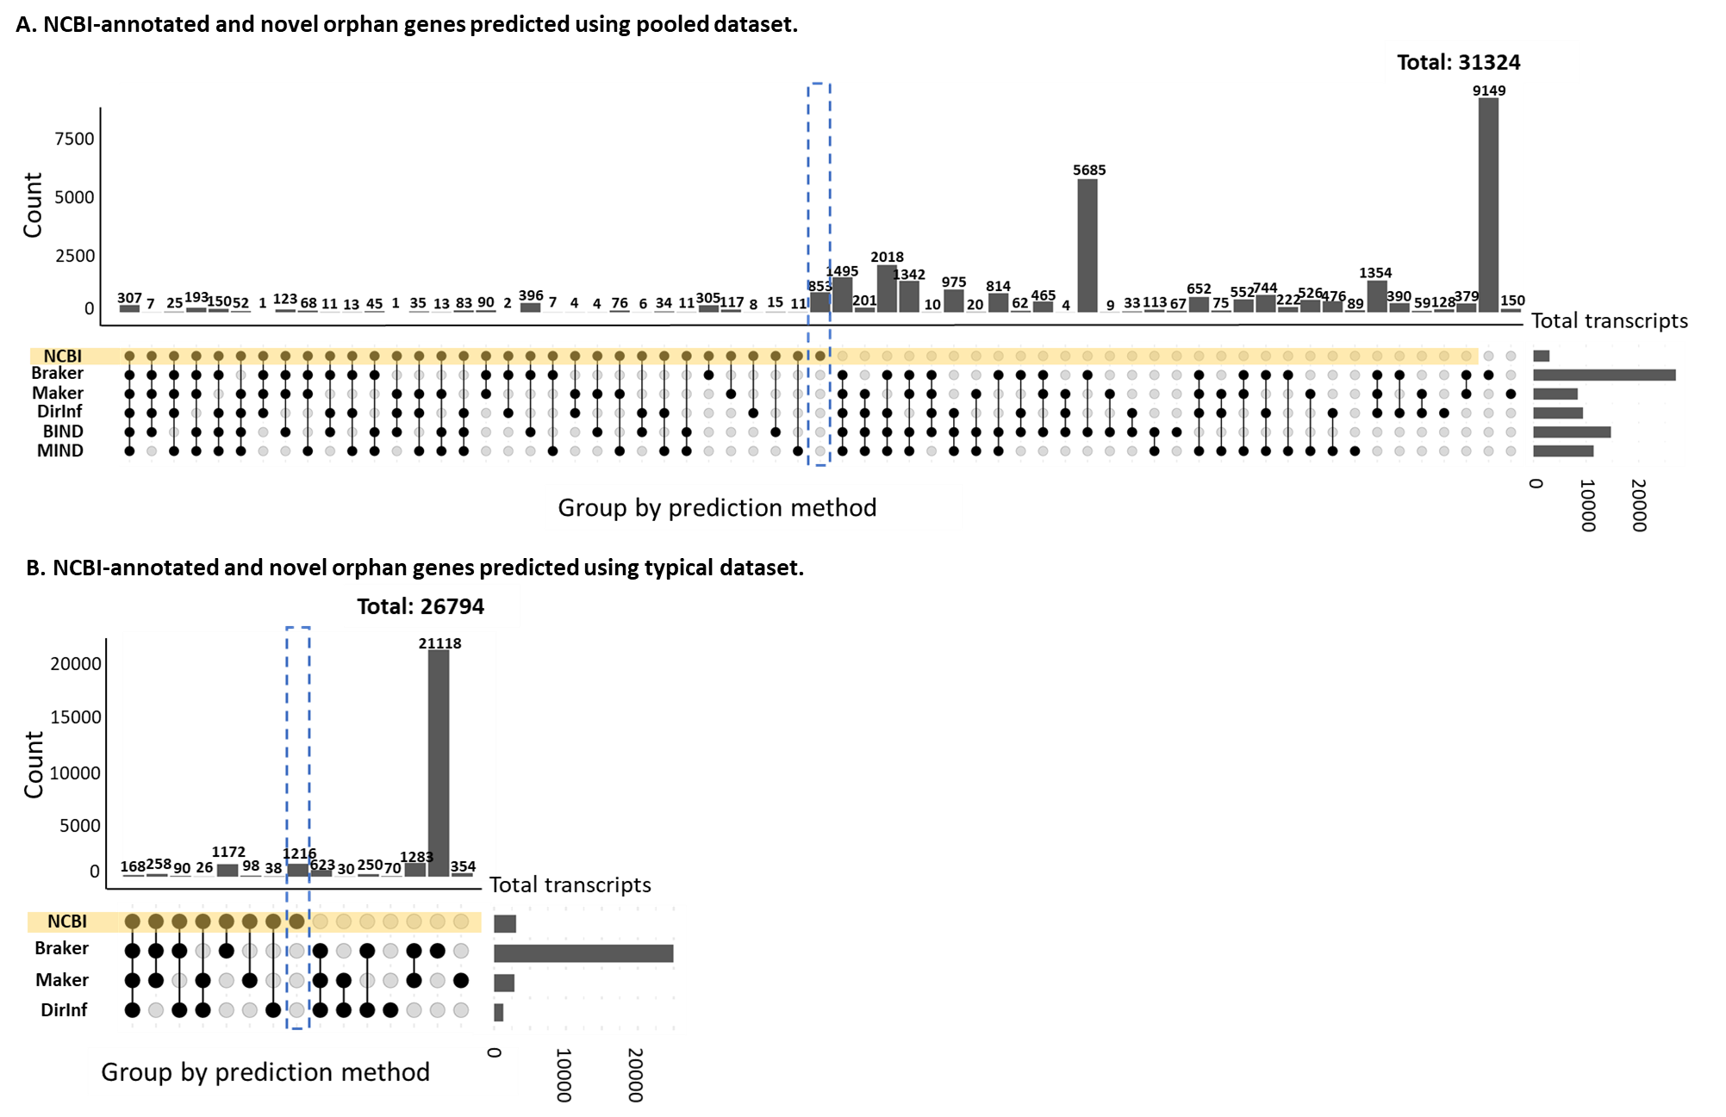 A. NCBI-annotated and novel orphan genes predicted using pooled dataset.
Total: 31324
Count
7500
5000
2500
0
307 7 25 193 150 52 1 123 68 11 13 45 1 35 13 83 90 2 396 7 4 4 76 6 34 11 305 117 8 15 11 853 1495 201 2018 1342 10 975 20 814 62 465 4 5685 9 33 113 67 652 75 552 744 222 526 476 89 1354 390 59 128 379 9149 150
Total transcripts
NCBI
Braker
Maker
DirInf
BIND
MIND
0 10000 20000
Group by prediction method
B. NCBI-annotated and novel orphan genes predicted using typical dataset.
Total: 26794
Count
20000
15000
10000
5000
0
168 258 90 26 1172 98 38 1216 623 30 250 70 1283 21118 354
Total transcripts
NCBI
Braker
Maker
DirInf
0 10000 20000
Group by prediction method